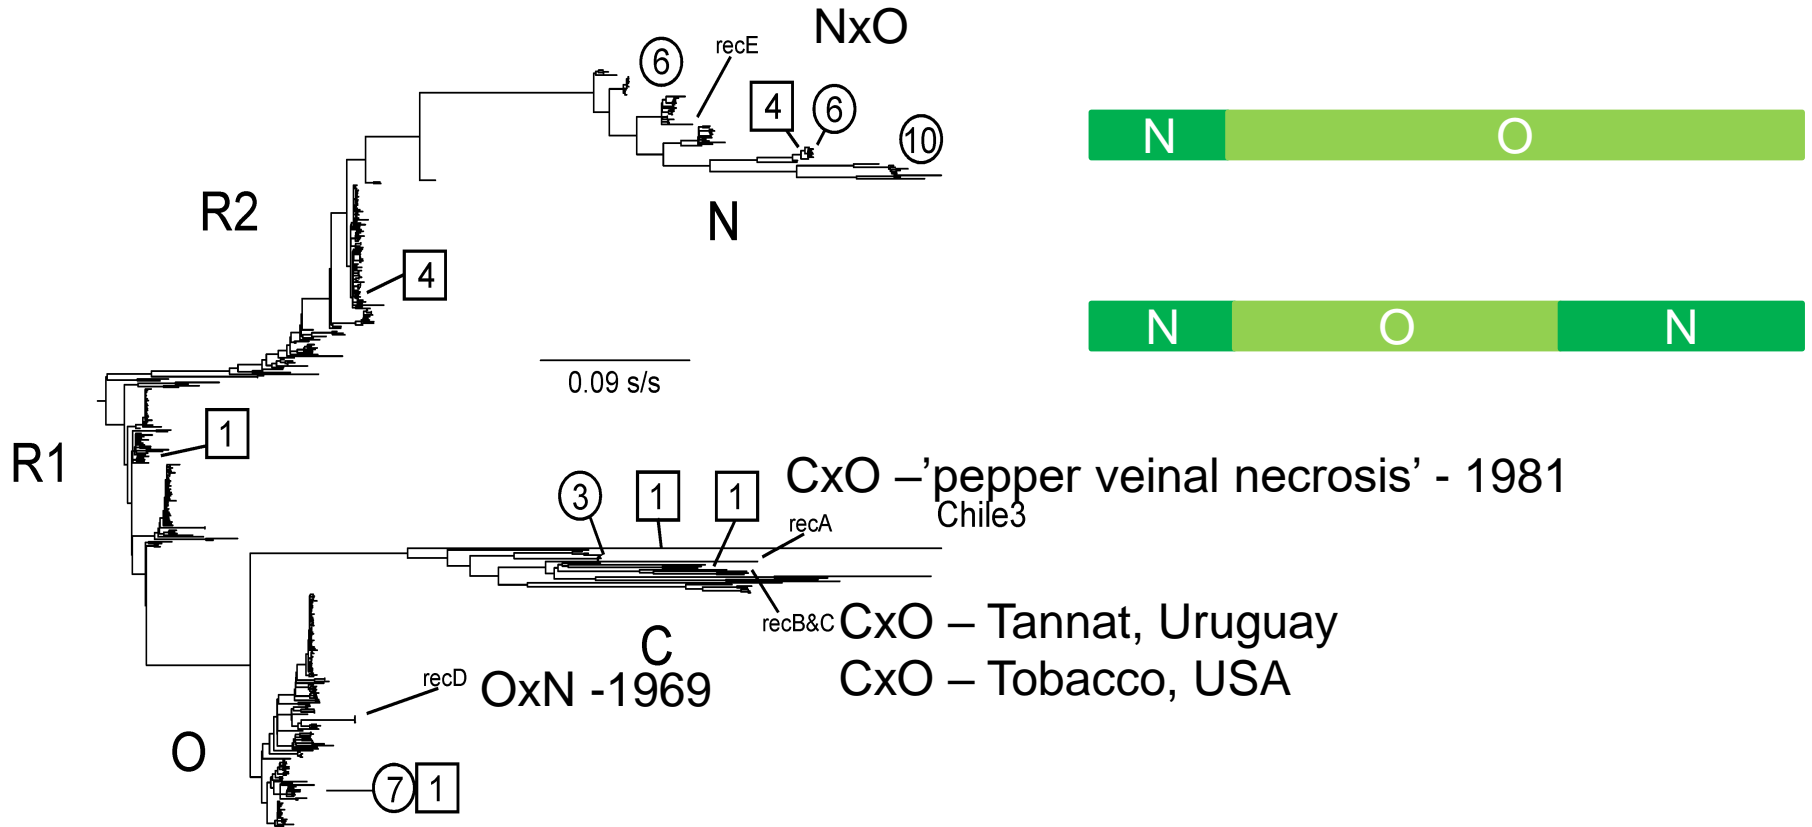 NxO
recE
6
4
6
10
N O
R2
N
4
N O N
0.09 s/s
1
R1
CxO –’pepper veinal necrosis’ - 1981
3
1
1
Chile3
recA
recB&C
CxO – Tannat, Uruguay
C
CxO – Tobacco, USA
recD
OxN -1969
O
7
1